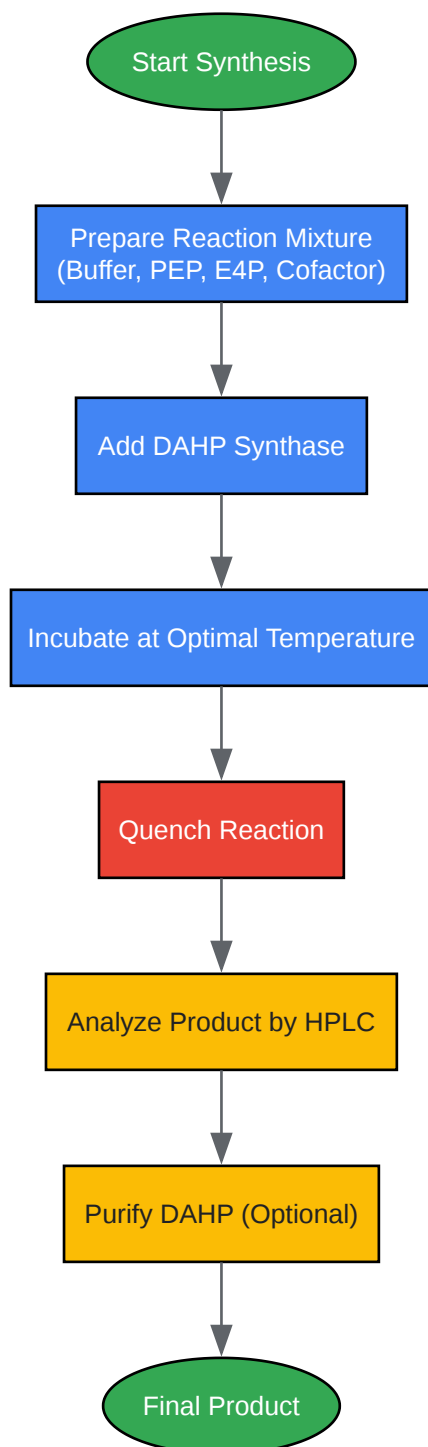 Start Synthesis
Prepare Reaction Mixture
(Buffer, PEP, E4P, Cofactor)
Add DAHP Synthase
Incubate at Optimal Temperature
Quench Reaction
Analyze Product by HPLC
Purify DAHP (Optional)
Final Product